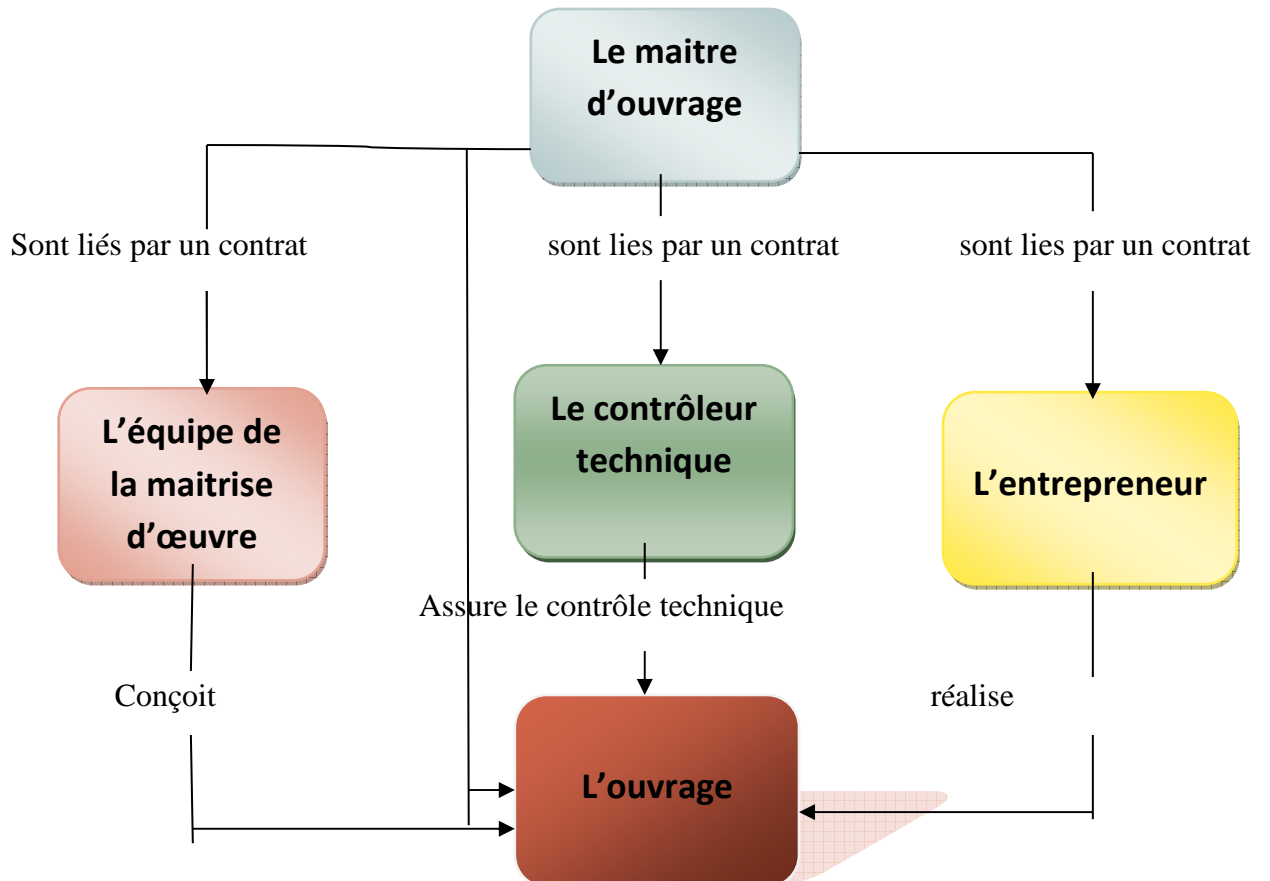 Le maitre
d’ouvrage
Sont liés par un contrat
sont lies par un contrat
sont lies par un contrat
L’équipe de
la maitrise
d’œuvre
Le contrôleur
technique
L’entrepreneur
Assure le contrôle technique
Conçoit
réalise
L’ouvrage